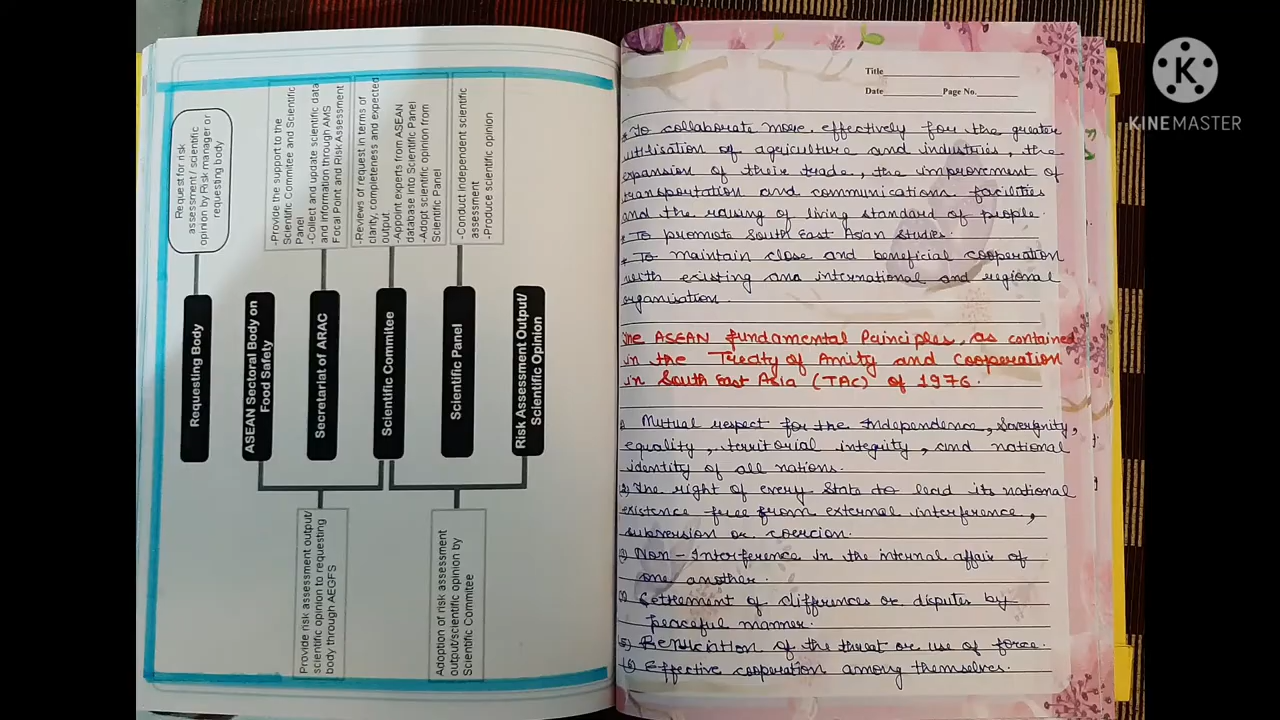 Request for risk
assessment / scientific
opinion by Risk manager or
requesting body
-Provide the support to the
Scientific Committee and Scientific
Panel
-Collect and update scientific data
and information through AMS
Focal Point and Risk Assessment
-Reviews of request in terms of
clarity, completeness and expected
output
-Appoint experts from ASEAN
database into Scientific Panel
-Adopt scientific opinion from
Scientific Panel
-Conduct independent scientific
assessment
-Produce scientific opinion
Requesting Body
ASEAN Sectoral Body on
Food Safety
Secretariat of ARAC
Scientific Commitee
Scientific Panel
Risk Assessment Output/
Scientific Opinion
Provide risk assessment output/
scientific opinion to requesting
body through AEGFS
Adoption of risk assessment
output/scientific opinion by
Scientific Commitee
Title
Date Page No.
* To collaborate more effectively for the greater
utilisation of agriculture and industries, the
expansion of their trade, the improvement of
transportation and communications facilities
and the raising of living standard of people.
* To promote South East Asian studies.
* To maintain close and beneficial cooperation
with existing ana international and regional
organisation.
The ASEAN fundamental Principles, as contained
in the Treaty of Amity and Cooperation
in South East Asia (TAC) of 1976.
Mutual respect for the Independence, Soverignity,
equality, territorial integrity, and national
identity of all nations.
The right of every State to lead its national
existence free from external interference,
subversion or coercion.
Non-Interference in the internal affair of
one another.
Settlement of differences or disputes by
peaceful manner.
5) Renunciation of the threat or use of force.
(6) Effective cooperation among themselves.
K
KINEMASTER